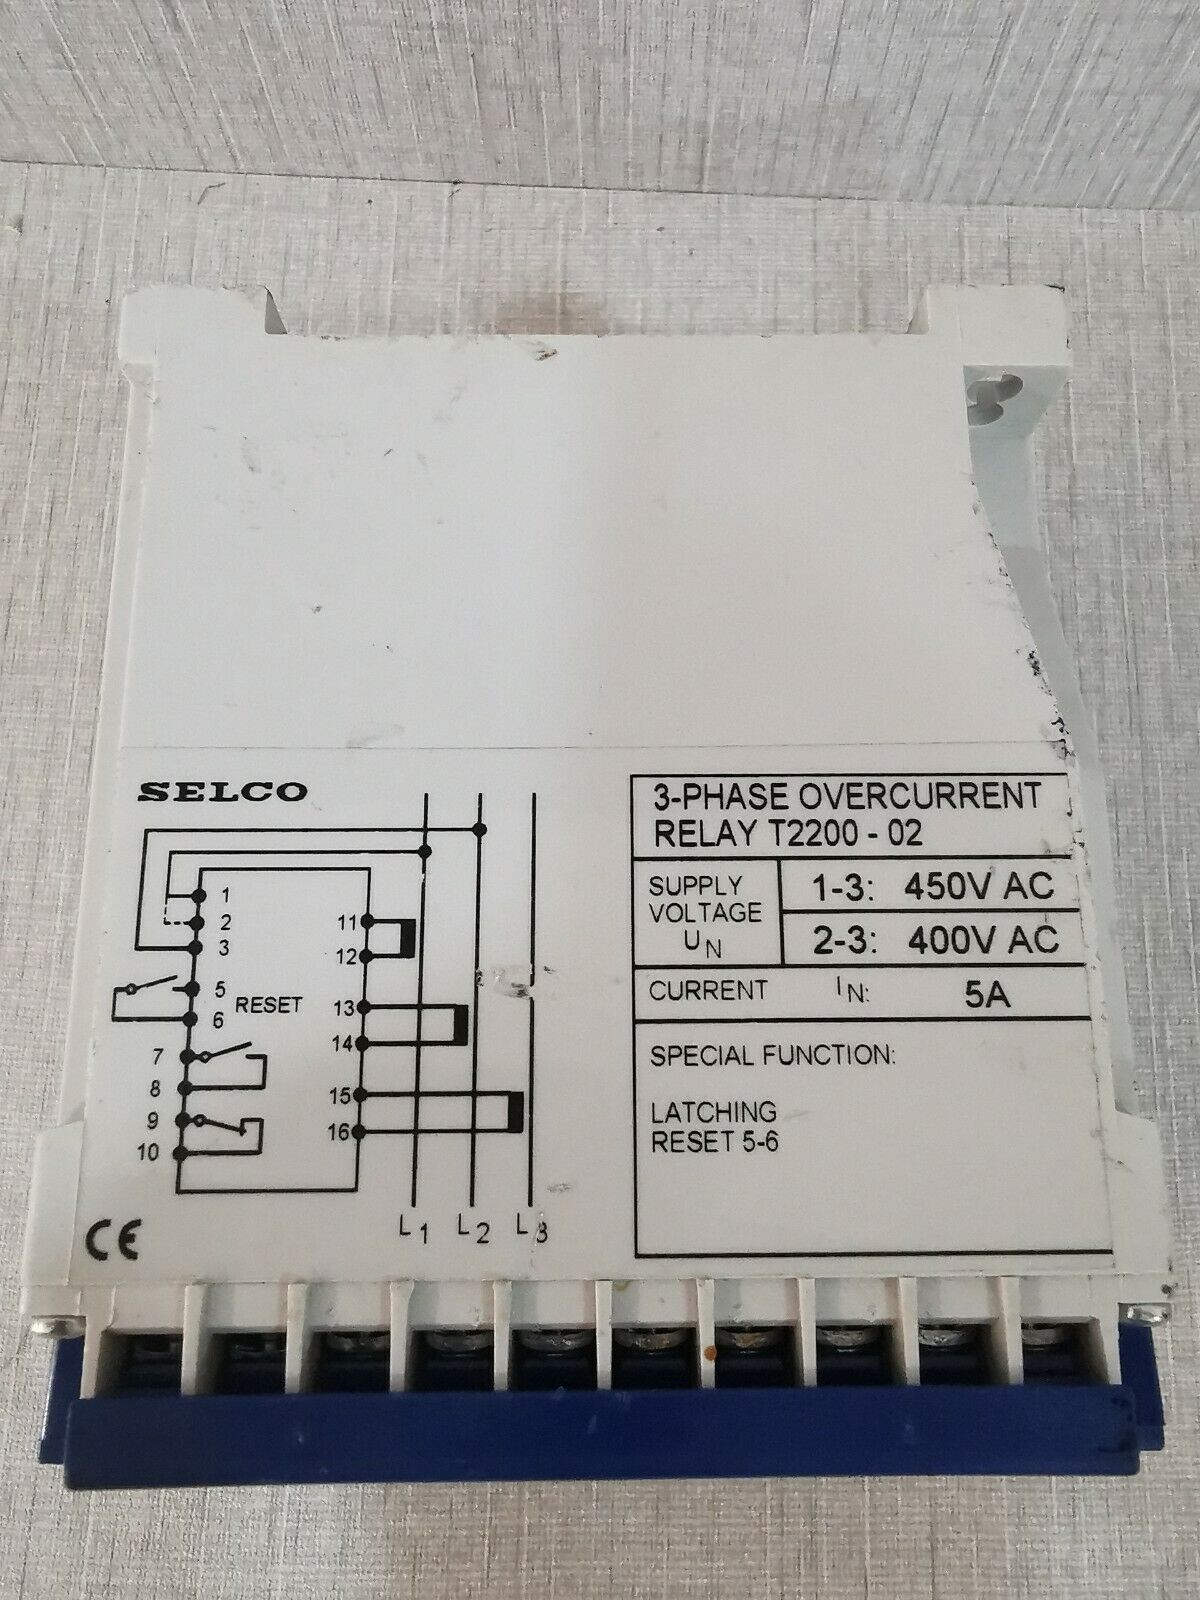 SELCO
1
2
3
5
6
RESET
7
8
9
10
11
12
13
14
15
16
L1
L2
L3
CE
3-PHASE OVERCURRENT
RELAY T2200 - 02
SUPPLY
VOLTAGE
UN
1-3: 450V AC
2-3: 400V AC
CURRENT IN: 5A
SPECIAL FUNCTION:
LATCHING
RESET 5-6